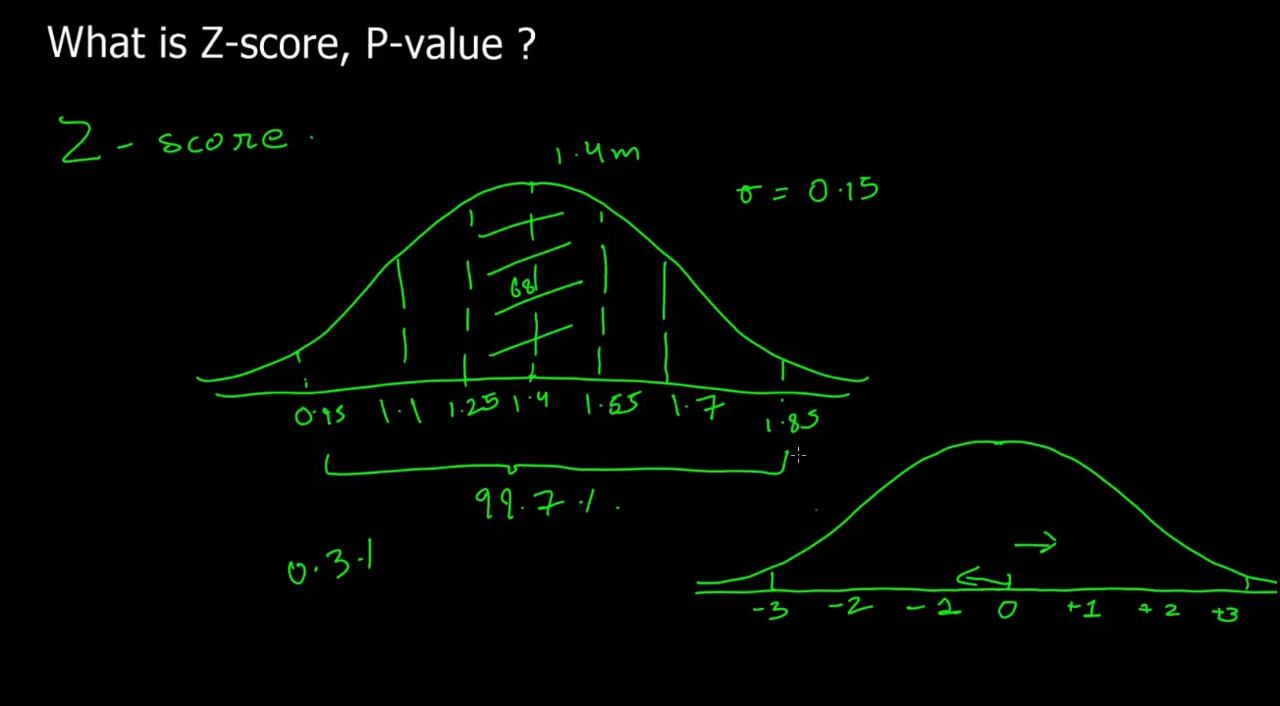 What is Z-score, P-value ?
Z - score .
1.4m
σ = 0.15
68
0.95 1.1 1.25 1.4 1.55 1.7 1.85
99.7 %.
0.3 %
-3 -2 -1 0 +1 +2 +3